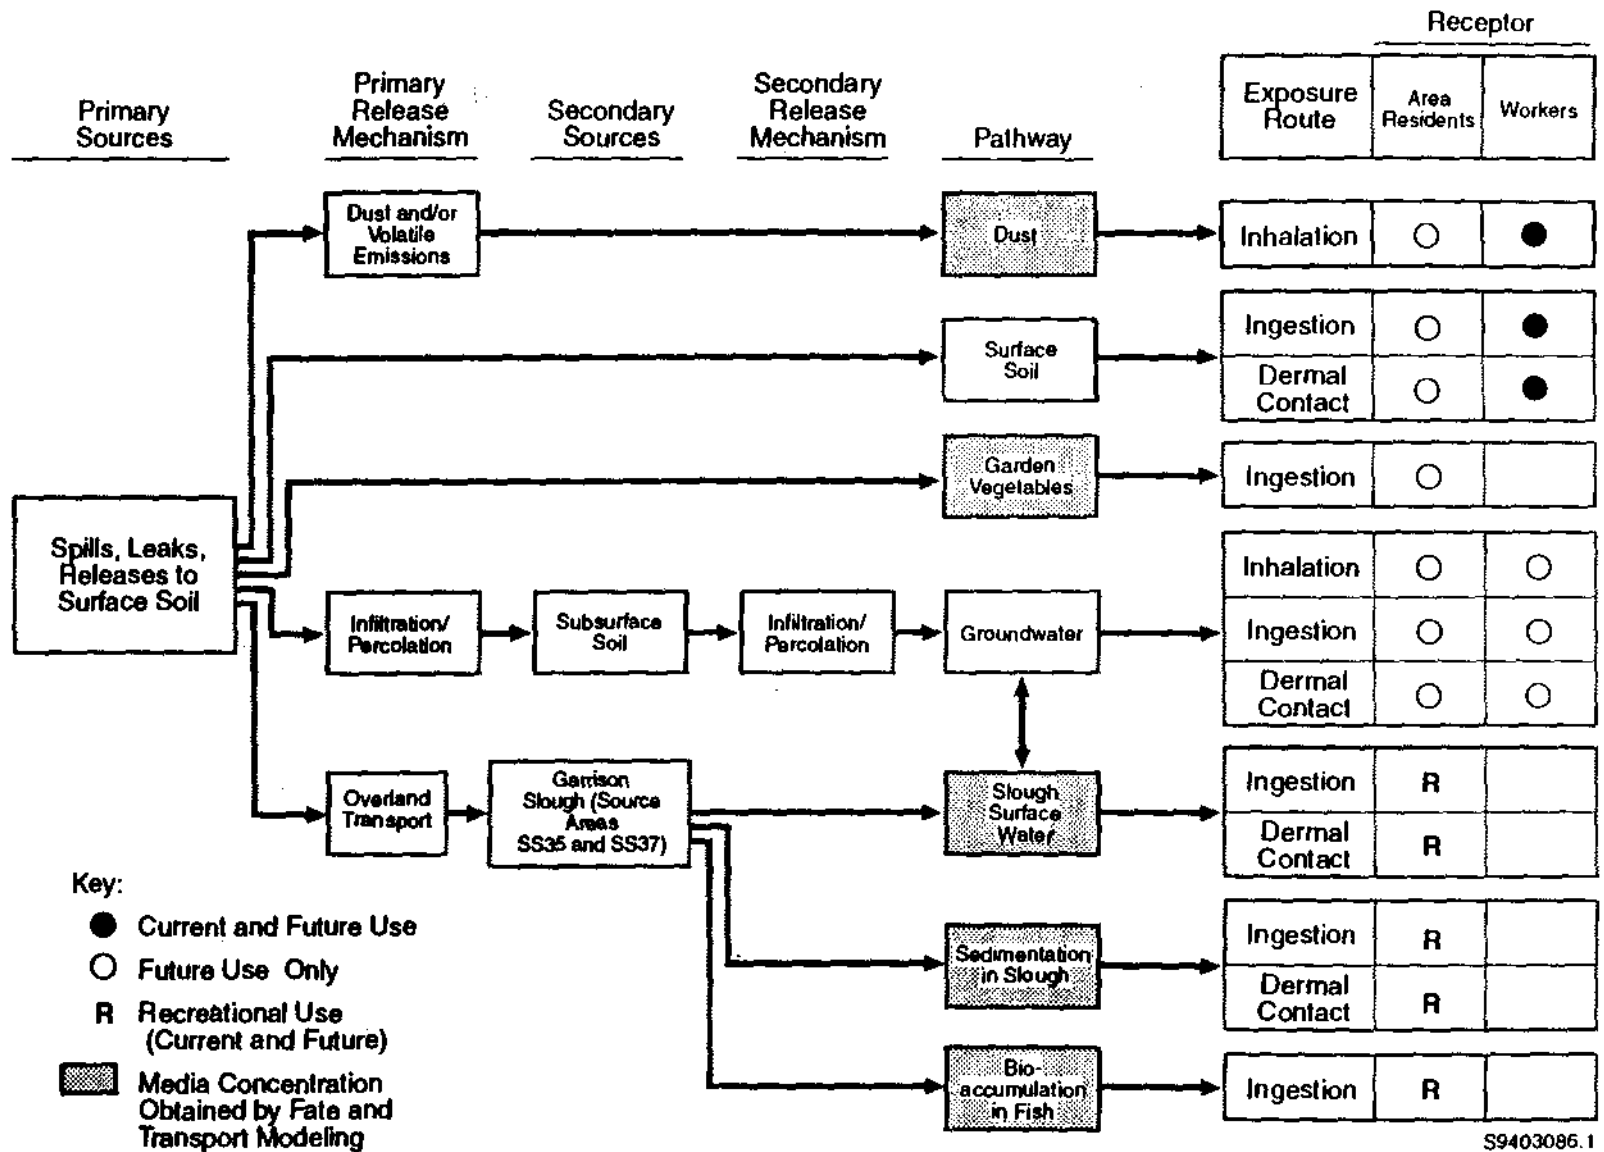 Receptor
Primary
Sources
Primary
Release
Mechanism
Secondary
Sources
Secondary
Release
Mechanism
Pathway
Exposure
Route
Area
Residents
Workers
Dust and/or
Volatile
Emissions
Dust
Inhalation
Surface
Soil
Ingestion
Dermal
Contact
Garden
Vegetables
Ingestion
Spills, Leaks,
Releases to
Surface Soil
Infiltration/
Percolation
Subsurface
Soil
Infiltration/
Percolation
Groundwater
Inhalation
Ingestion
Dermal
Contact
Overland
Transport
Garrison
Slough (Source
Areas
SS35 and SS37)
Slough
Surface
Water
Ingestion R
Dermal
Contact R
Sedimentation
in Slough
Ingestion R
Dermal
Contact R
Bio-
accumulation
in Fish
Ingestion R
Key:
Current and Future Use
Future Use Only
R Recreational Use
(Current and Future)
Media Concentration
Obtained by Fate and
Transport Modeling
S9403086.1